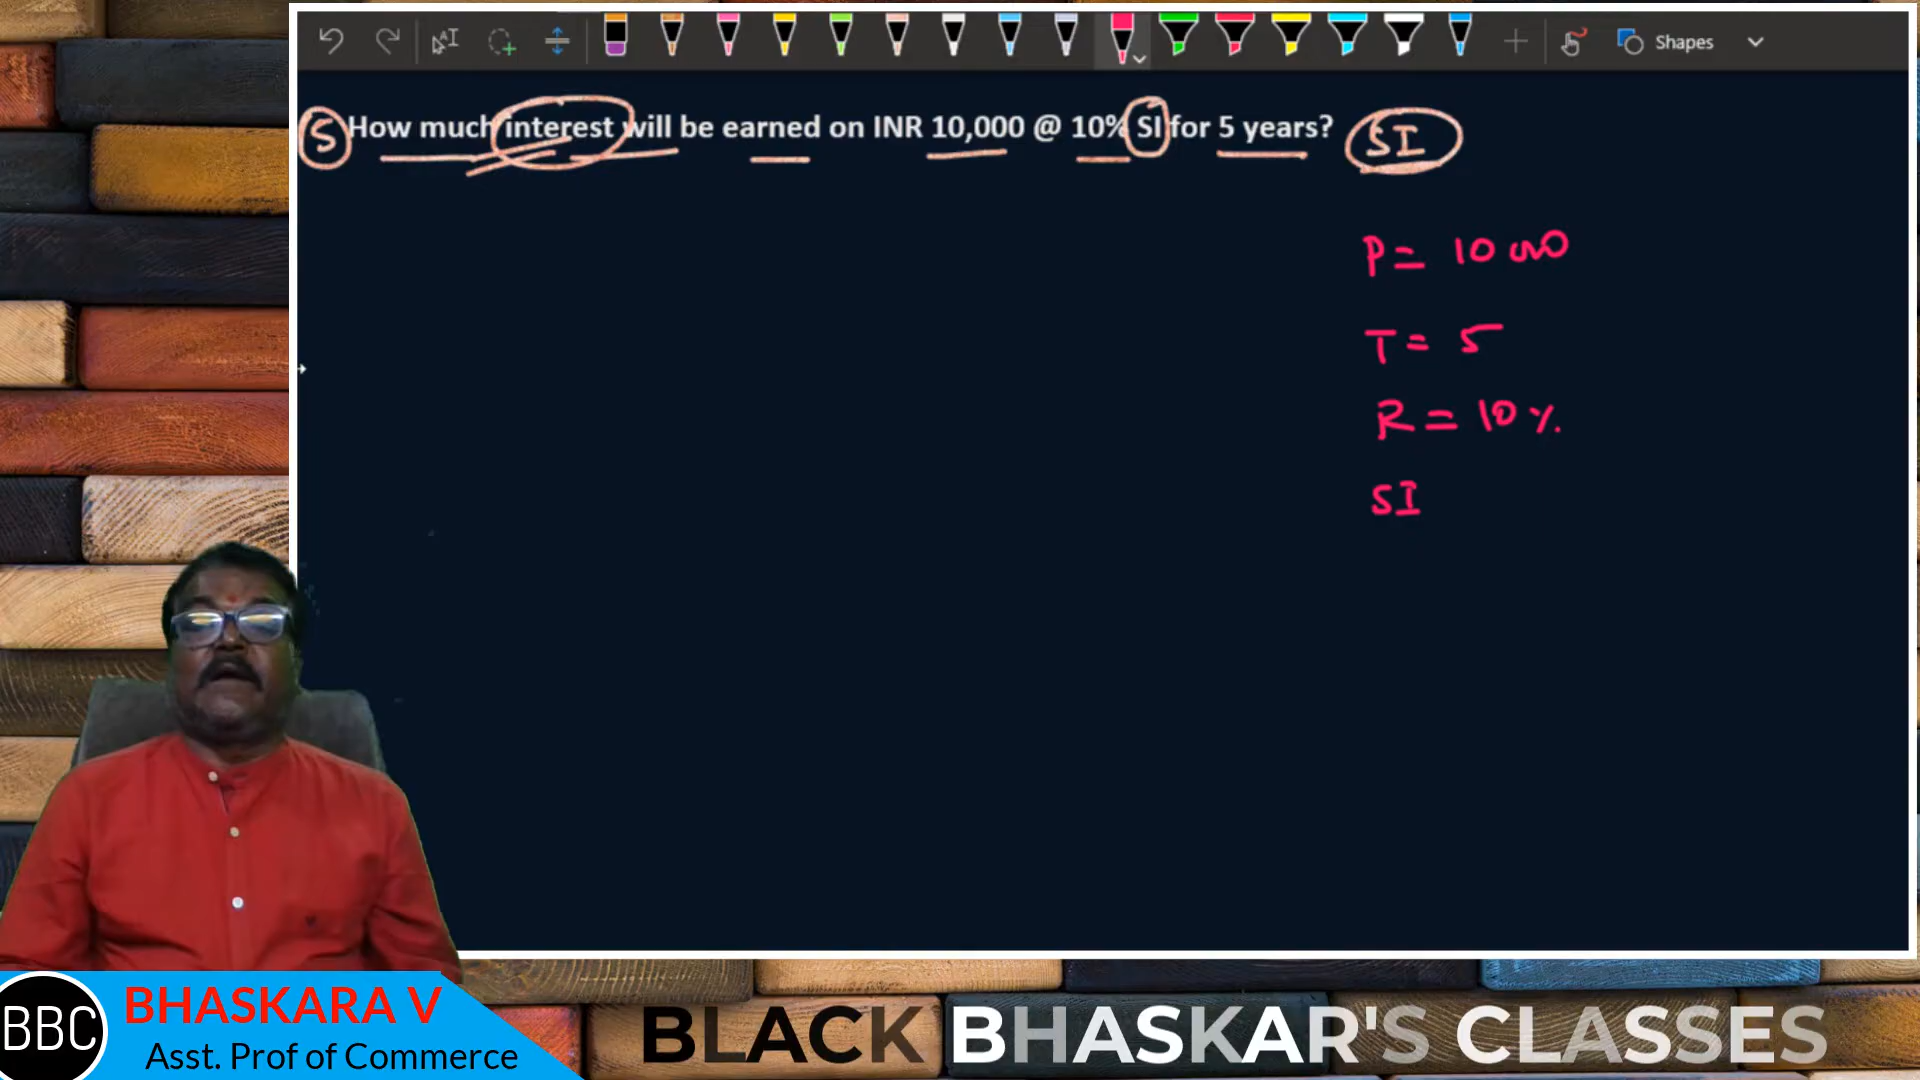 Shapes
5 How much interest will be earned on INR 10,000 @ 10% SI for 5 years? SI
P = 10000
T = 5
R = 10%
SI
BBC
BHASKARA V
Asst. Prof of Commerce
BLACK BHASKAR'S CLASSES